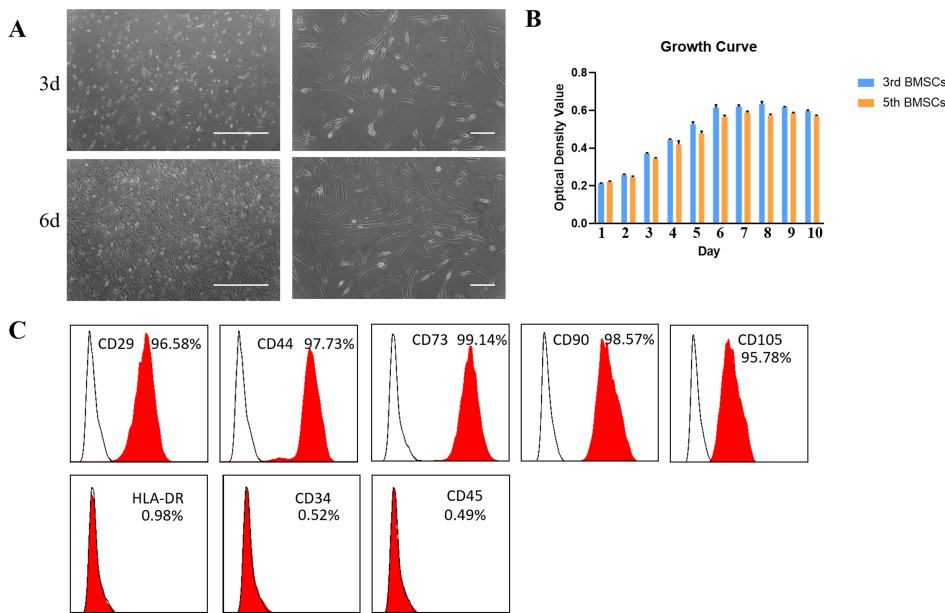 A
3d
6d
B
Growth Curve
Optical Density Value
0.8
0.6
0.4
0.2
0.0
1 2 3 4 5 6 7 8 9 10
Day
3rd BMSCs
5th BMSCs
C
CD29 96.58%
CD44 97.73%
CD73 99.14%
CD90 98.57%
CD105
95.78%
HLA-DR
0.98%
CD34
0.52%
CD45
0.49%